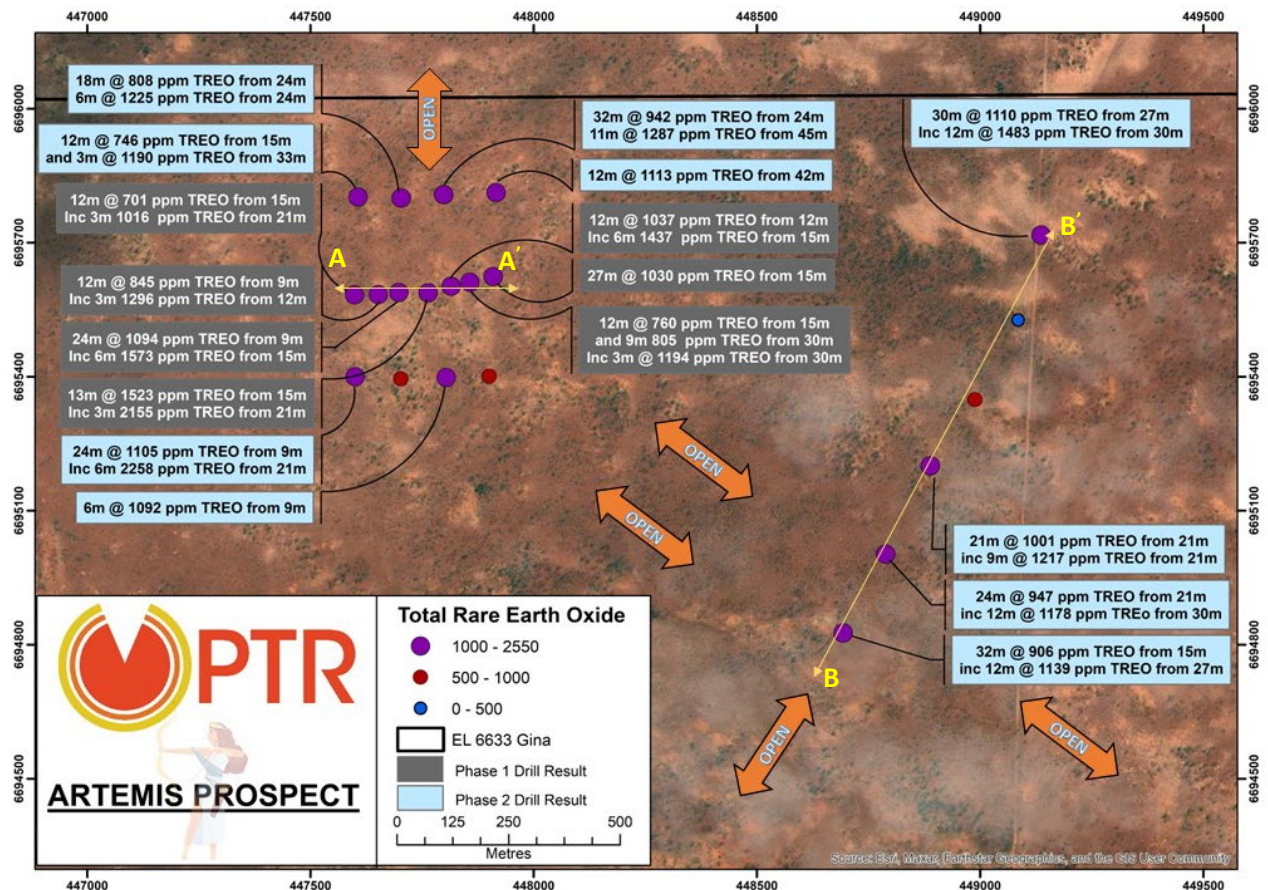 447000 447500 448000 448500 449000 449500
6696000
6695700
6695400
6695100
6694800
6694500
18m @ 808 ppm TREO from 24m
6m @ 1225 ppm TREO from 24m
12m @ 746 ppm TREO from 15m
and 3m @ 1190 ppm TREO from 33m
12m @ 701 ppm TREO from 15m
Inc 3m 1016 ppm TREO from 21m
12m @ 845 ppm TREO from 9m
Inc 3m 1296 ppm TREO from 12m
24m @ 1094 ppm TREO from 9m
Inc 6m 1573 ppm TREO from 15m
13m @ 1523 ppm TREO from 15m
Inc 3m 2155 ppm TREO from 21m
24m @ 1105 ppm TREO from 9m
Inc 6m 2258 ppm TREO from 21m
6m @ 1092 ppm TREO from 9m
OPEN
A
A'
32m @ 942 ppm TREO from 24m
11m @ 1287 ppm TREO from 45m
12m @ 1113 ppm TREO from 42m
12m @ 1037 ppm TREO from 12m
Inc 6m 1437 ppm TREO from 15m
27m @ 1030 ppm TREO from 15m
12m @ 760 ppm TREO from 15m
and 9m 805 ppm TREO from 30m
Inc 3m @ 1194 ppm TREO from 30m
30m @ 1110 ppm TREO from 27m
Inc 12m @ 1483 ppm TREO from 30m
B'
OPEN
OPEN
21m @ 1001 ppm TREO from 21m
inc 9m @ 1217 ppm TREO from 21m
24m @ 947 ppm TREO from 21m
inc 12m @ 1178 ppm TREo from 30m
32m @ 906 ppm TREO from 15m
inc 12m @ 1139 ppm TREO from 27m
B
OPEN
OPEN
PTR
ARTEMIS PROSPECT
Total Rare Earth Oxide
1000 - 2550
500 - 1000
0 - 500
EL 6633 Gina
Phase 1 Drill Result
Phase 2 Drill Result
0 125 250 500
Metres
Source: Esri, Maxar, Earthstar Geographics, and the GIS User Community
6696000
6695700
6695400
6695100
6694800
6694500
447000 447500 448000 448500 449000 449500